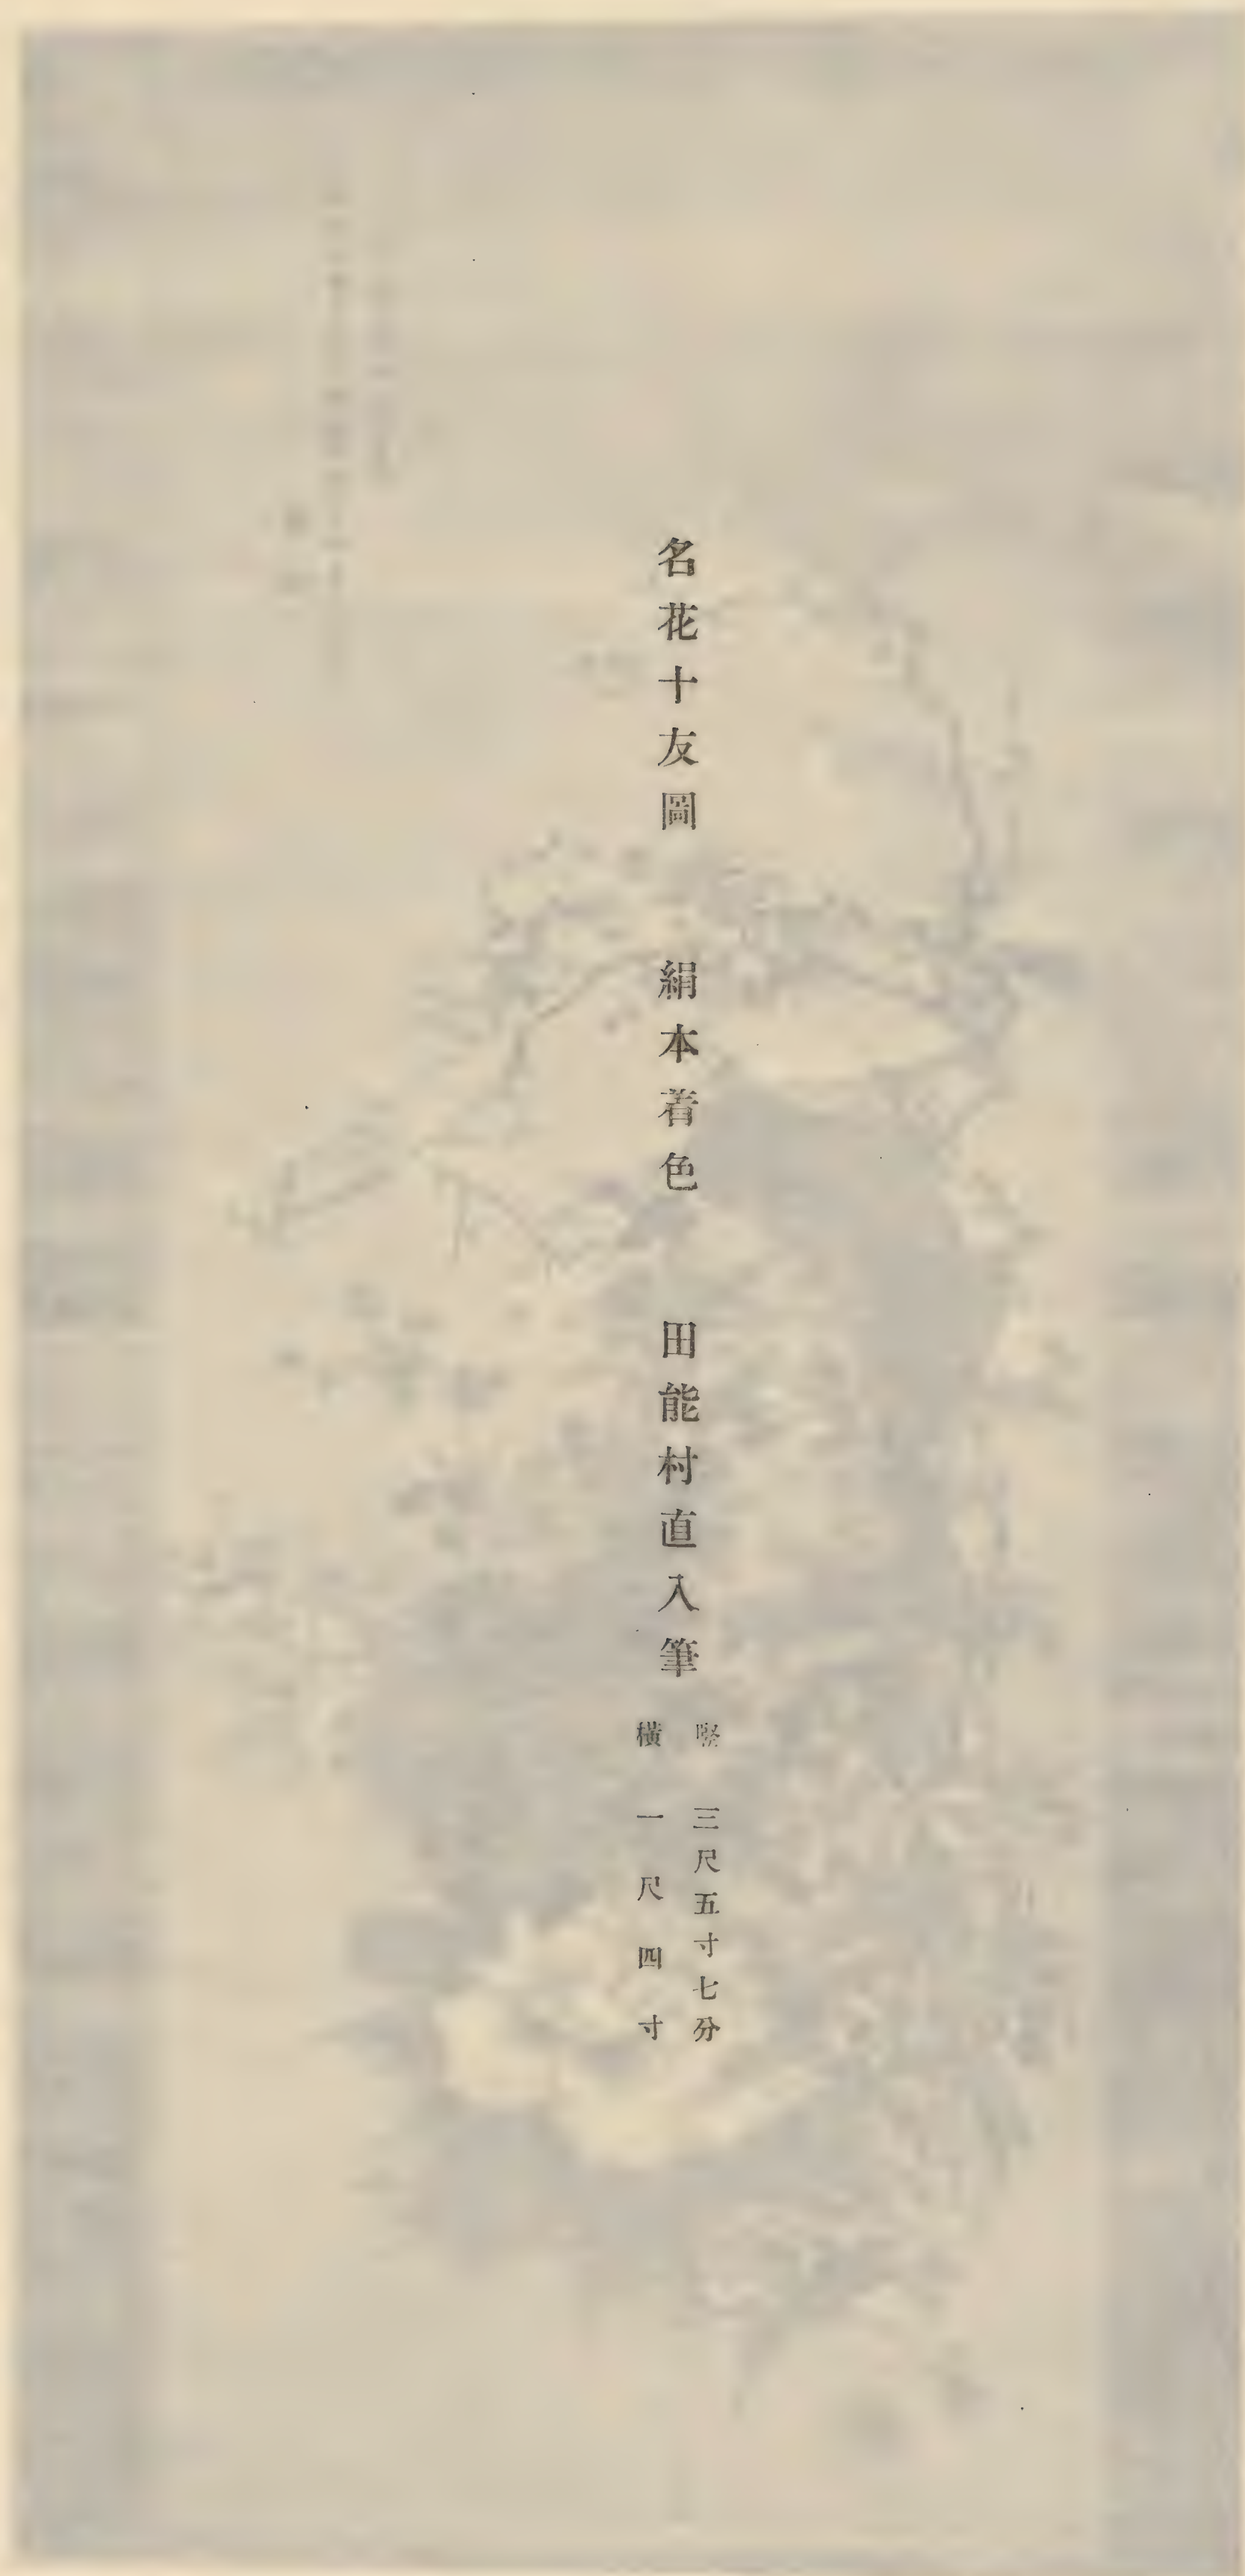 名花十友圖　絹本着色　田能村直入筆
竪　三尺五寸七分
橫　一尺四寸